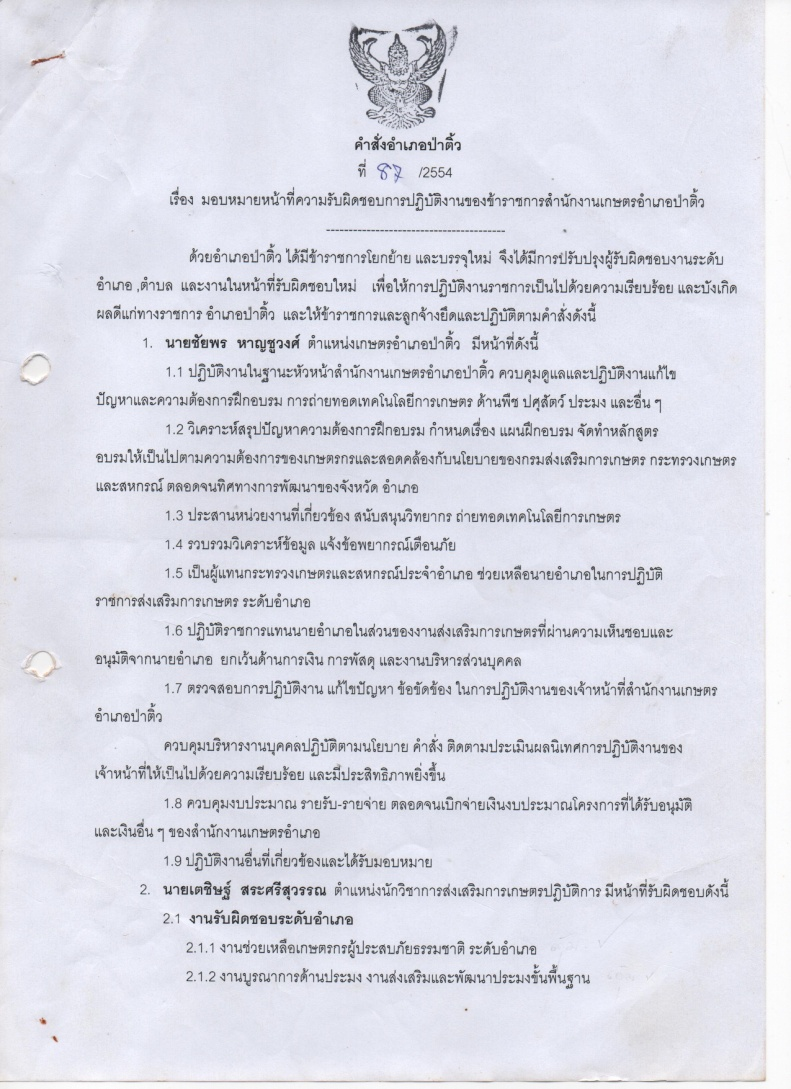 คำสั่งอำเภอป่าติ้ว
ที่ 87 /2554
เรื่อง มอบหมายหน้าที่ความรับผิดชอบการปฏิบัติงานของข้าราชการสำนักงานเกษตรอำเภอป่าติ้ว
----------------------------------------
ด้วยอำเภอป่าติ้ว ได้มีข้าราชการโยกย้าย และบรรจุใหม่ จึงได้มีการปรับปรุงผู้รับผิดชอบงานระดับ
อำเภอ ,ตำบล และงานในหน้าที่รับผิดชอบใหม่ เพื่อให้การปฏิบัติงานราชการเป็นไปด้วยความเรียบร้อย และบังเกิด
ผลดีแก่ทางราชการ อำเภอป่าติ้ว และให้ข้าราชการและลูกจ้างยึดและปฏิบัติตามคำสั่งดังนี้
1. นายชัยพร หาญชูวงศ์ ตำแหน่งเกษตรอำเภอป่าติ้ว มีหน้าที่ดังนี้
1.1 ปฏิบัติงานในฐานะหัวหน้าสำนักงานเกษตรอำเภอป่าติ้ว ควบคุมดูแลและปฏิบัติงานแก้ไข
ปัญหาและความต้องการฝึกอบรม การถ่ายทอดเทคโนโลยีการเกษตร ด้านพืช ปศุสัตว์ ประมง และอื่น ๆ
1.2 วิเคราะห์สรุปปัญหาความต้องการฝึกอบรม กำหนดเรื่อง แผนฝึกอบรม จัดทำหลักสูตร
อบรมให้เป็นไปตามความต้องการของเกษตรกรและสอดคล้องกับนโยบายของกรมส่งเสริมการเกษตร กระทรวงเกษตร
และสหกรณ์ ตลอดจนทิศทางการพัฒนาของจังหวัด อำเภอ
1.3 ประสานหน่วยงานที่เกี่ยวข้อง สนับสนุนวิทยากร ถ่ายทอดเทคโนโลยีการเกษตร
1.4 รวบรวมวิเคราะห์ข้อมูล แจ้งข้อพยากรณ์เตือนภัย
1.5 เป็นผู้แทนกระทรวงเกษตรและสหกรณ์ประจำอำเภอ ช่วยเหลือนายอำเภอในการปฏิบัติ
ราชการส่งเสริมการเกษตร ระดับอำเภอ
1.6 ปฏิบัติราชการแทนนายอำเภอในส่วนของงานส่งเสริมการเกษตรที่ผ่านความเห็นชอบและ
อนุมัติจากนายอำเภอ ยกเว้นด้านการเงิน การพัสดุ และงานบริหารส่วนบุคคล
1.7 ตรวจสอบการปฏิบัติงาน แก้ไขปัญหา ข้อขัดข้อง ในการปฏิบัติงานของเจ้าหน้าที่สำนักงานเกษตร
อำเภอป่าติ้ว
ควบคุมบริหารงานบุคคลปฏิบัติตามนโยบาย คำสั่ง ติดตามประเมินผลนิเทศการปฏิบัติงานของ
เจ้าหน้าที่ให้เป็นไปด้วยความเรียบร้อย และมีประสิทธิภาพยิ่งขึ้น
1.8 ควบคุมงบประมาณ รายรับ-รายจ่าย ตลอดจนเบิกจ่ายเงินงบประมาณโครงการที่ได้รับอนุมัติ
และเงินอื่น ๆ ของสำนักงานเกษตรอำเภอ
1.9 ปฏิบัติงานอื่นที่เกี่ยวข้องและได้รับมอบหมาย
2. นายเตชิษฐ์ สระศรีสุวรรณ ตำแหน่งนักวิชาการส่งเสริมการเกษตรปฏิบัติการ มีหน้าที่รับผิดชอบดังนี้
2.1 งานรับผิดชอบระดับอำเภอ
2.1.1 งานช่วยเหลือเกษตรกรผู้ประสบภัยธรรมชาติ ระดับอำเภอ
2.1.2 งานบูรณาการด้านประมง งานส่งเสริมและพัฒนาประมงขั้นพื้นฐาน